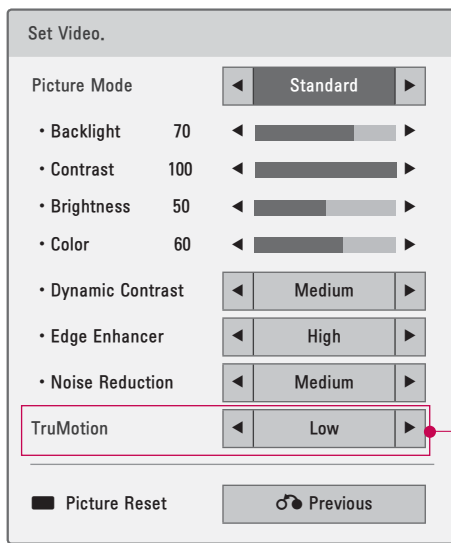 Set Video.
Picture Mode ◀ Standard ▶
• Backlight 70 ◀ ▶
• Contrast 100 ◀ ▶
• Brightness 50 ◀ ▶
• Color 60 ◀ ▶
• Dynamic Contrast ◀ Medium ▶
• Edge Enhancer ◀ High ▶
• Noise Reduction ◀ Medium ▶
TruMotion ◀ Low ▶
Picture Reset Previous